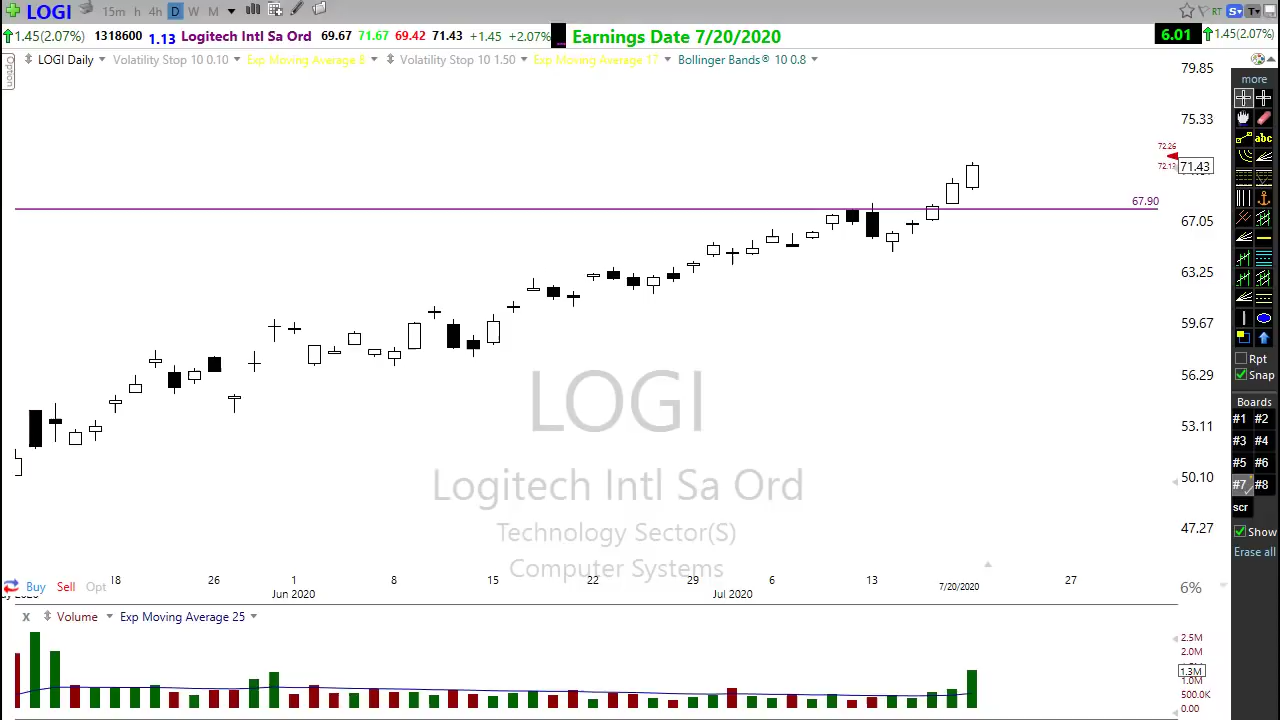 LOGI 15m h 4h D W M RT S T
1.45(2.07%) 1318600 1.13 Logitech Intl Sa Ord 69.67 71.67 69.42 71.43 +1.45 +2.07% Earnings Date 7/20/2020 6.01 1.45(2.07%)
Option
LOGI Daily Volatility Stop 10 0.10 Exp Moving Average 8 Volatility Stop 10 1.50 Exp Moving Average 17 Bollinger Bands® 10 0.8
79.85
more
75.33
abc
72.26
72.13
71.43
67.90
67.05
63.25
59.67
Rpt
56.29
Snap
LOGI
Boards
53.11
#1 #2
#3 #4
#5 #6
50.10
#7 #8
Logitech Intl Sa Ord
scr
47.27
Show
Technology Sector(S)
Erase all
Computer Systems
Buy Sell Opt
18 26 1 8 15 22 29 6 13 7/20/2020 27
6%
Jun 2020 Jul 2020
x Volume Exp Moving Average 25
2.5M
2.0M
1.3M
1.0M
500.0K
0.00